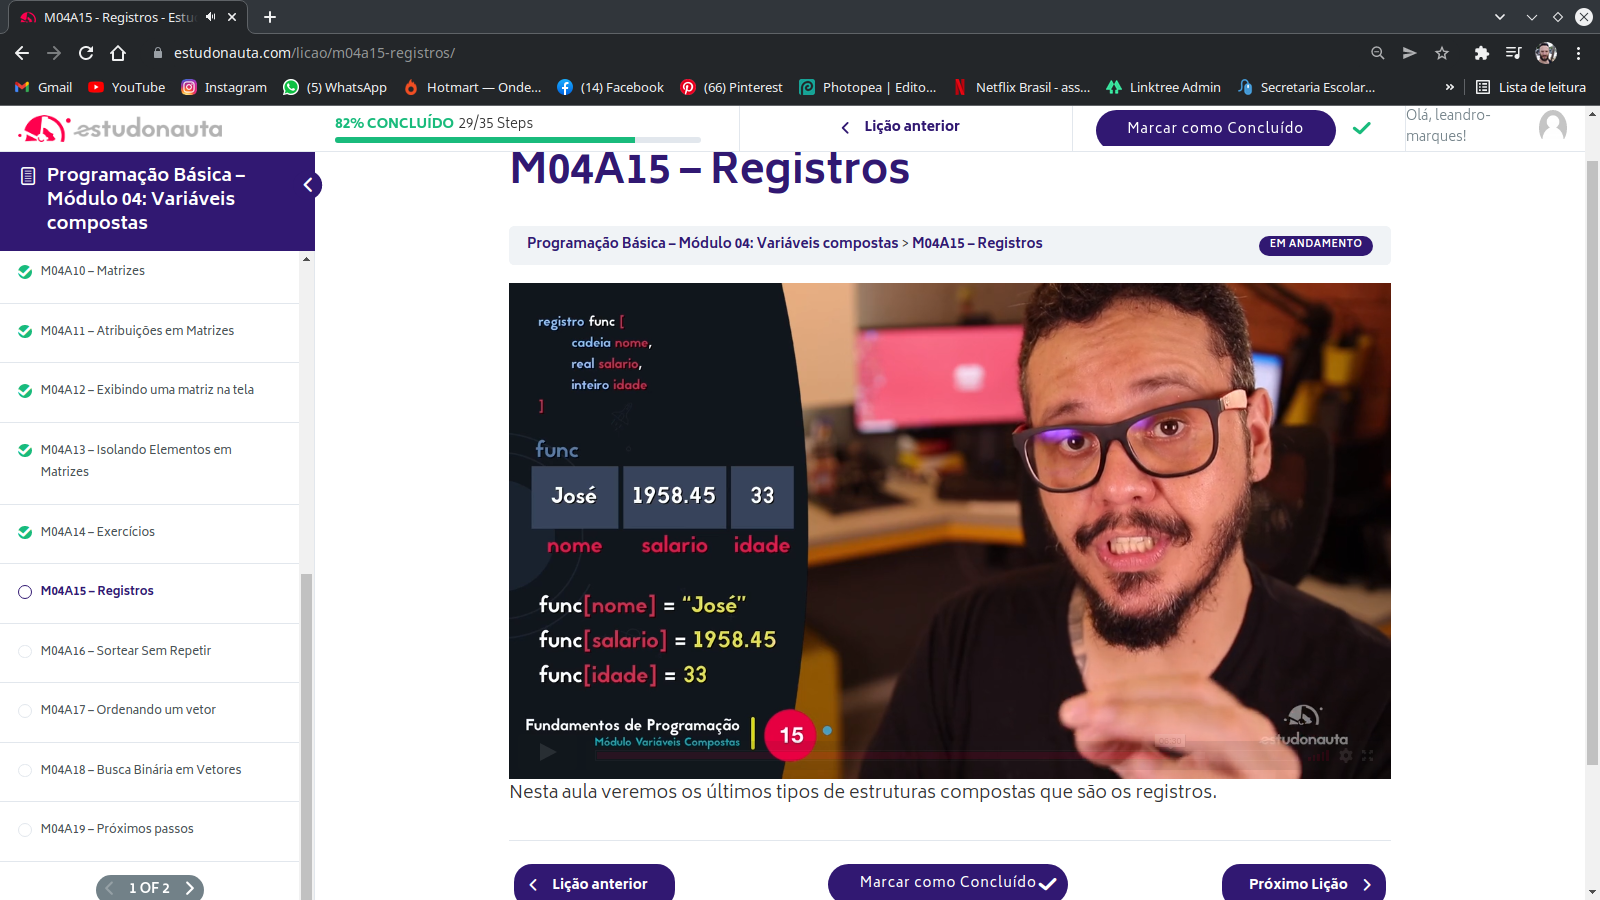 M04A15 - Registros - Estu
estudonauta.com/licao/m04a15-registros/
Gmail
YouTube
Instagram
(5) WhatsApp
Hotmart — Onde...
(14) Facebook
(66) Pinterest
Photopea | Edito...
Netflix Brasil - ass...
Linktree Admin
Secretaria Escolar...
»
Lista de leitura
estudonauta
82% CONCLUÍDO 29/35 Steps
Lição anterior
Marcar como Concluído
Olá, leandro-
marques!
Programação Básica –
Módulo 04: Variáveis
compostas
M04A10 – Matrizes
M04A11 – Atribuições em Matrizes
M04A12 – Exibindo uma matriz na tela
M04A13 – Isolando Elementos em
Matrizes
M04A14 – Exercícios
M04A15 – Registros
M04A16 – Sortear Sem Repetir
M04A17 – Ordenando um vetor
M04A18 – Busca Binária em Vetores
M04A19 – Próximos passos
1 OF 2
M04A15 – Registros
Programação Básica – Módulo 04: Variáveis compostas > M04A15 – Registros
EM ANDAMENTO
registro func [
cadeia nome,
real salario,
inteiro idade
]
func
José 1958.45 33
nome salario idade
func[nome] = “José”
func[salario] = 1958.45
func[idade] = 33
Fundamentos de Programação
Módulo Variáveis Compostas
15
estudonauta
Nesta aula veremos os últimos tipos de estruturas compostas que são os registros.
Lição anterior
Marcar como Concluído
Próximo Lição